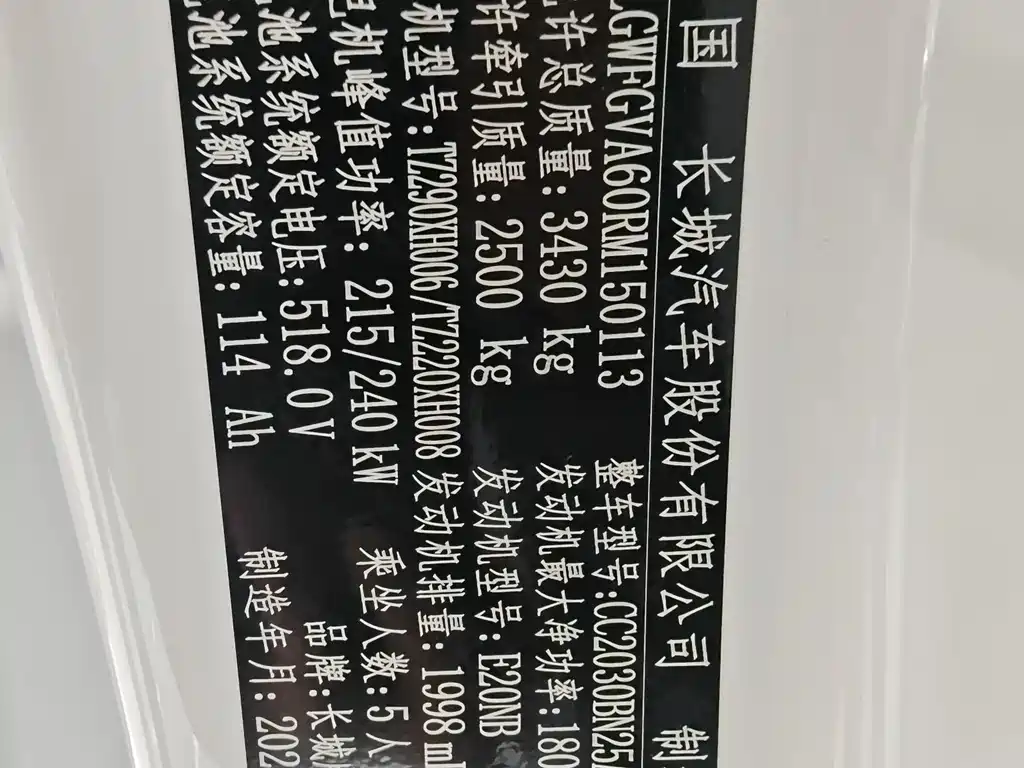 国 长城汽车股份有限公司 制
LGWFGVA60RM150113 整车型号:CC2030BN25
许总质量: 3430 kg 发动机最大净功率:180
许牵引质量: 2500 kg 发动机型号: E20NB
机型号: TZ290XH006/TZ220XH008 发动机排量: 1998 ml
电机峰值功率: 215/240 kW 乘坐人数: 5 人
池系统额定电压:518.0 V 品牌:长城
池系统额定容量: 114 Ah 制造年月: 202